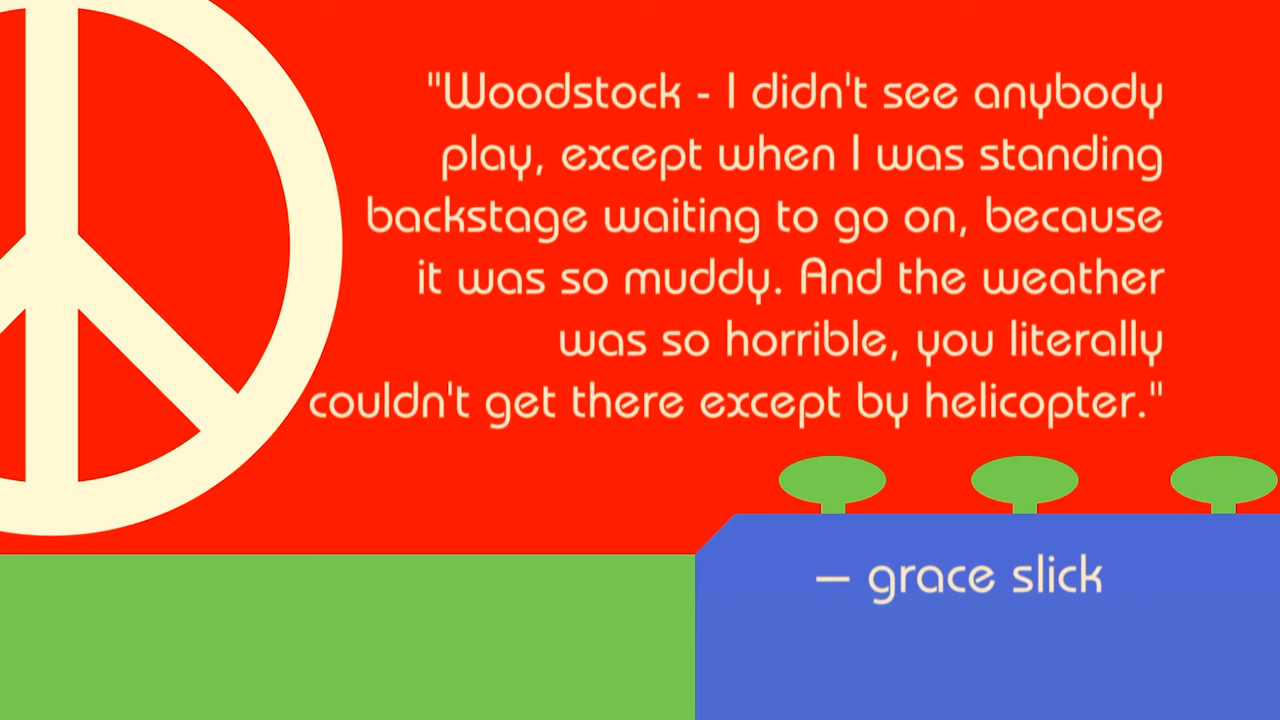 "Woodstock - I didn't see anybody
play, except when I was standing
backstage waiting to go on, because
it was so muddy. And the weather
was so horrible, you literally
couldn't get there except by helicopter."
— grace slick